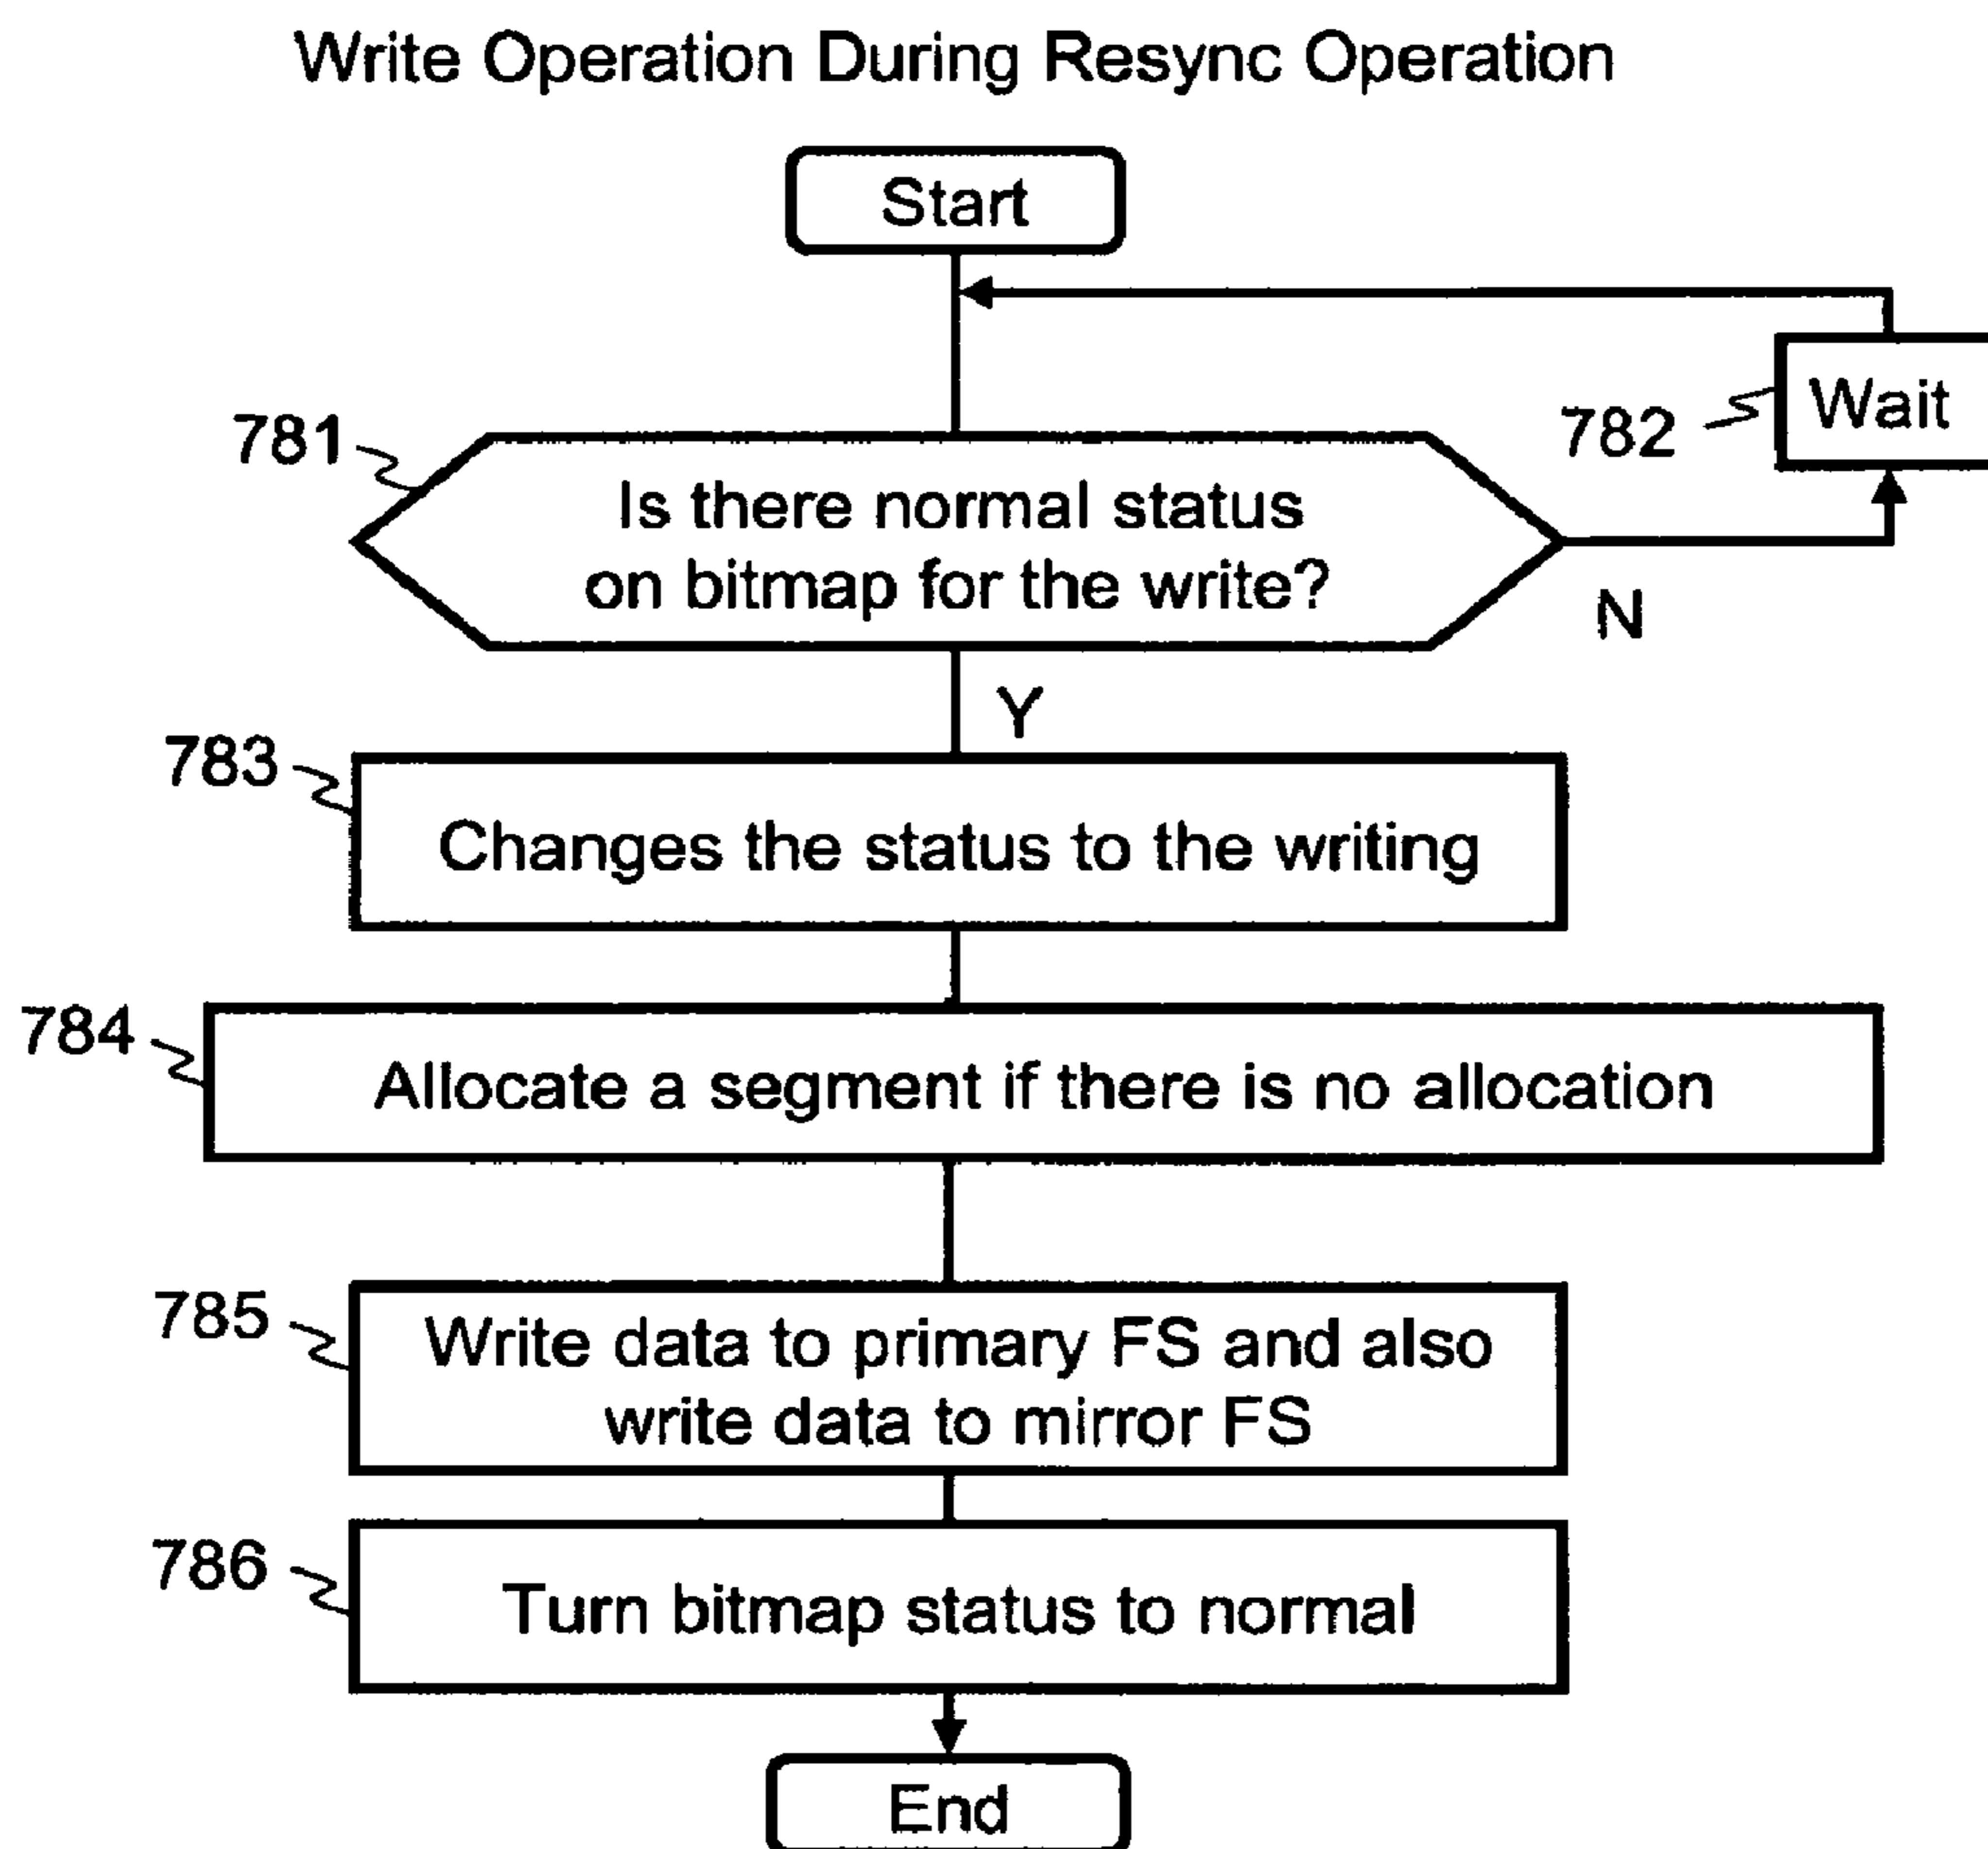 Write Operation During Resync Operation
Start
781
782
Wait
Is there normal status
on bitmap for the write?
N
Y
783
Changes the status to the writing
784
Allocate a segment if there is no allocation
785
Write data to primary FS and also
write data to mirror FS
786
Turn bitmap status to normal
End